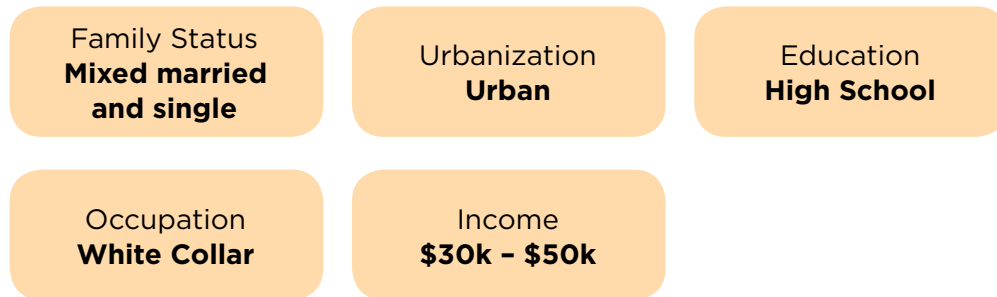 Family Status
Mixed married
and single
Urbanization
Urban
Education
High School
Occupation
White Collar
Income
$30k – $50k